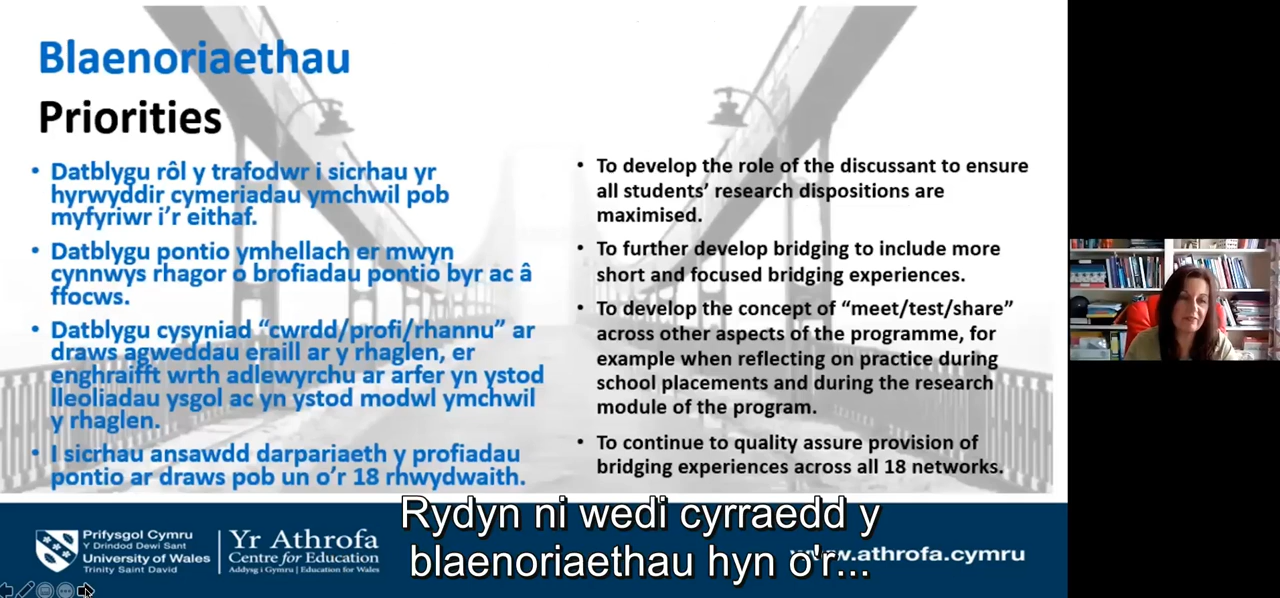 Blaenoriaethau
Priorities
• Datblygu rôl y trafodwr i sicrhau yr
hyrwyddir cymeriadau ymchwil pob
myfyriwr i'r eithaf.
• Datblygu pontio ymhellach er mwyn
cynnwys rhagor o brofiadau pontio byr ac â
ffocws.
• Datblygu cysyniad “cwrdd/profi/rhannu” ar
draws agweddau eraill ar y rhaglen, er
enghraifft wrth adlewyrchu ar arfer yn ystod
lleoliadau ysgol ac yn ystod modwl ymchwil
y rhaglen.
• I sicrhau ansawdd darpariaeth y profiadau
pontio ar draws pob un o'r 18 rhwydwaith.
• To develop the role of the discussant to ensure
all students' research dispositions are
maximised.
• To further develop bridging to include more
short and focused bridging experiences.
• To develop the concept of “meet/test/share”
across other aspects of the programme, for
example when reflecting on practice during
school placements and during the research
module of the program.
• To continue to quality assure provision of
bridging experiences across all 18 networks.
Rydyn ni wedi cyrraedd y
blaenoriaethau hyn o'r...
Prifysgol Cymru
Y Drindod Dewi Sant
University of Wales
Trinity Saint David
Yr Athrofa
Centre for Education
Addysg i Gymru | Education for Wales
www.athrofa.cymru